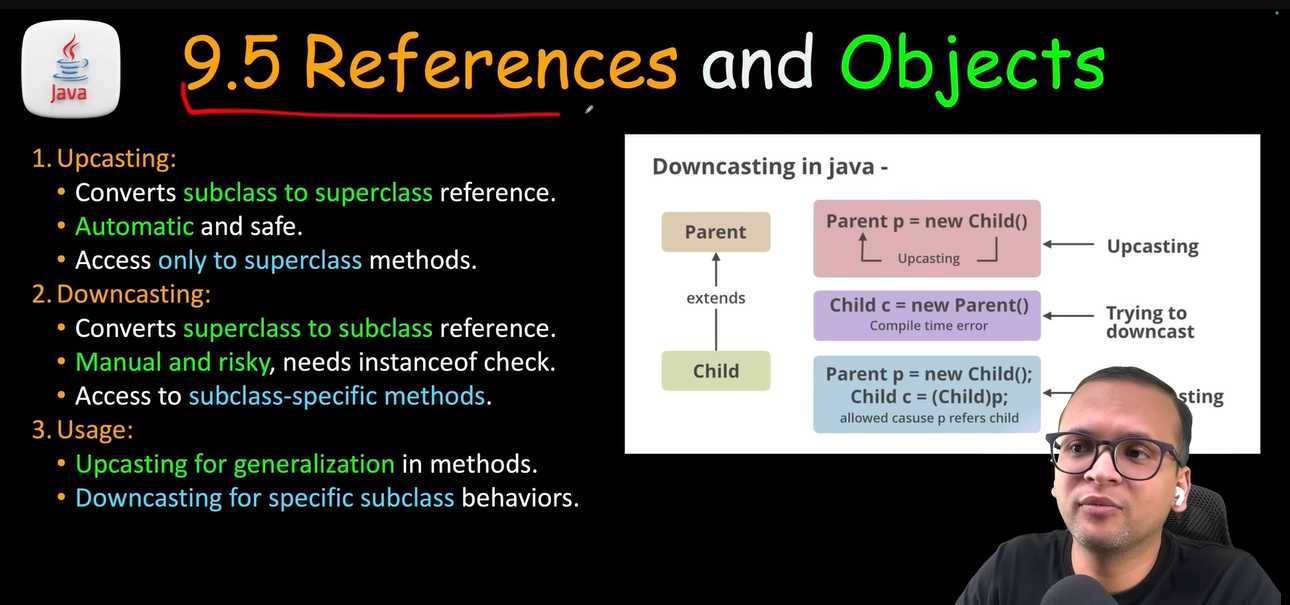 Java
9.5 References and Objects
1. Upcasting:
• Converts subclass to superclass reference.
• Automatic and safe.
• Access only to superclass methods.
2. Downcasting:
• Converts superclass to subclass reference.
• Manual and risky, needs instanceof check.
• Access to subclass-specific methods.
3. Usage:
• Upcasting for generalization in methods.
• Downcasting for specific subclass behaviors.
Downcasting in java -
Parent
extends
Child
Parent p = new Child()
Upcasting
Upcasting
Child c = new Parent()
Compile time error
Trying to
downcast
Parent p = new Child();
Child c = (Child)p;
allowed casuse p refers child